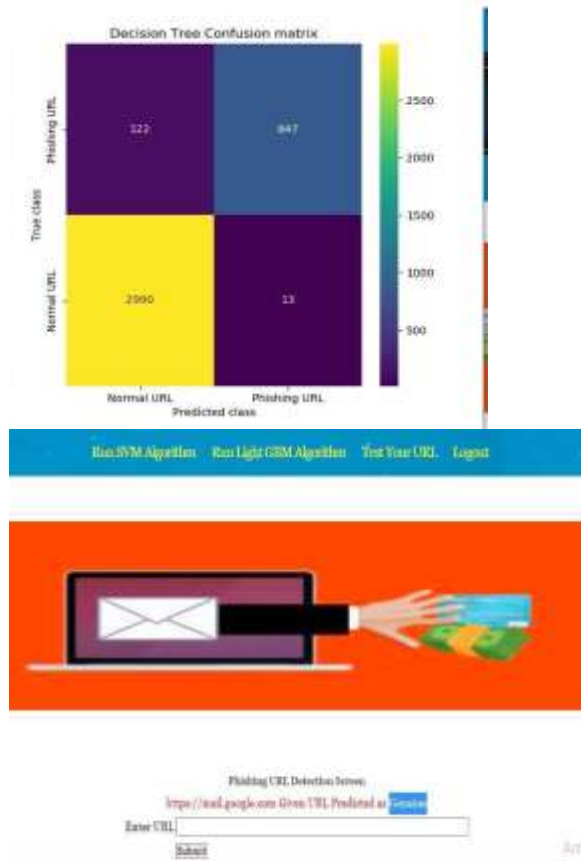 Decision Tree Confusion matrix
Phishing URL
122
847
Normal URL
2990
13
True class
Normal URL Phishing URL
Predicted class
2500
2000
1500
1000
500
Run SVM Algorithm Run Light GBM Algorithm Test Your URL Logout
Phishing URL Detection Screen
https://mail.google.com Given URL Predicted as Genuine
Enter URL
Submit